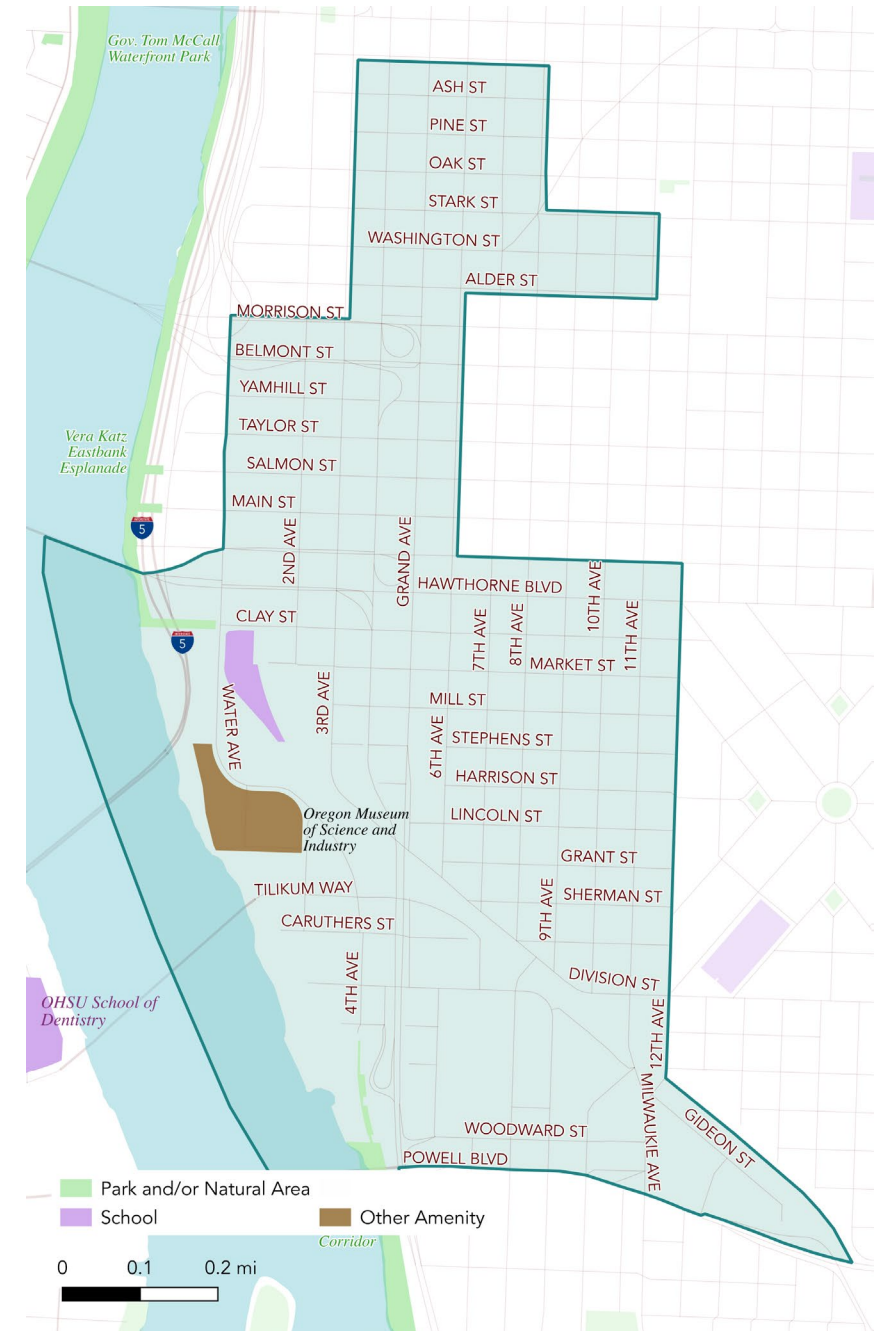 Gov. Tom McCall
Waterfront Park
ASH ST
PINE ST
OAK ST
STARK ST
WASHINGTON ST
ALDER ST
MORRISON ST
BELMONT ST
YAMHILL ST
TAYLOR ST
Vera Katz
Eastbank
Esplanade
SALMON ST
MAIN ST
5
2ND AVE
GRAND AVE
HAWTHORNE BLVD
10TH AVE
CLAY ST
7TH AVE
8TH AVE
11TH AVE
5
MARKET ST
WATER AVE
3RD AVE
MILL ST
6TH AVE
STEPHENS ST
HARRISON ST
Oregon Museum
of Science and
Industry
LINCOLN ST
GRANT ST
TILIKUM WAY
9TH AVE
SHERMAN ST
CARUTHERS ST
4TH AVE
DIVISION ST
OHSU School of
Dentistry
12TH AVE
MILWAUKIE AVE
GIDEON ST
WOODWARD ST
POWELL BLVD
Park and/or Natural Area
School
Other Amenity
Corridor
0 0.1 0.2 mi